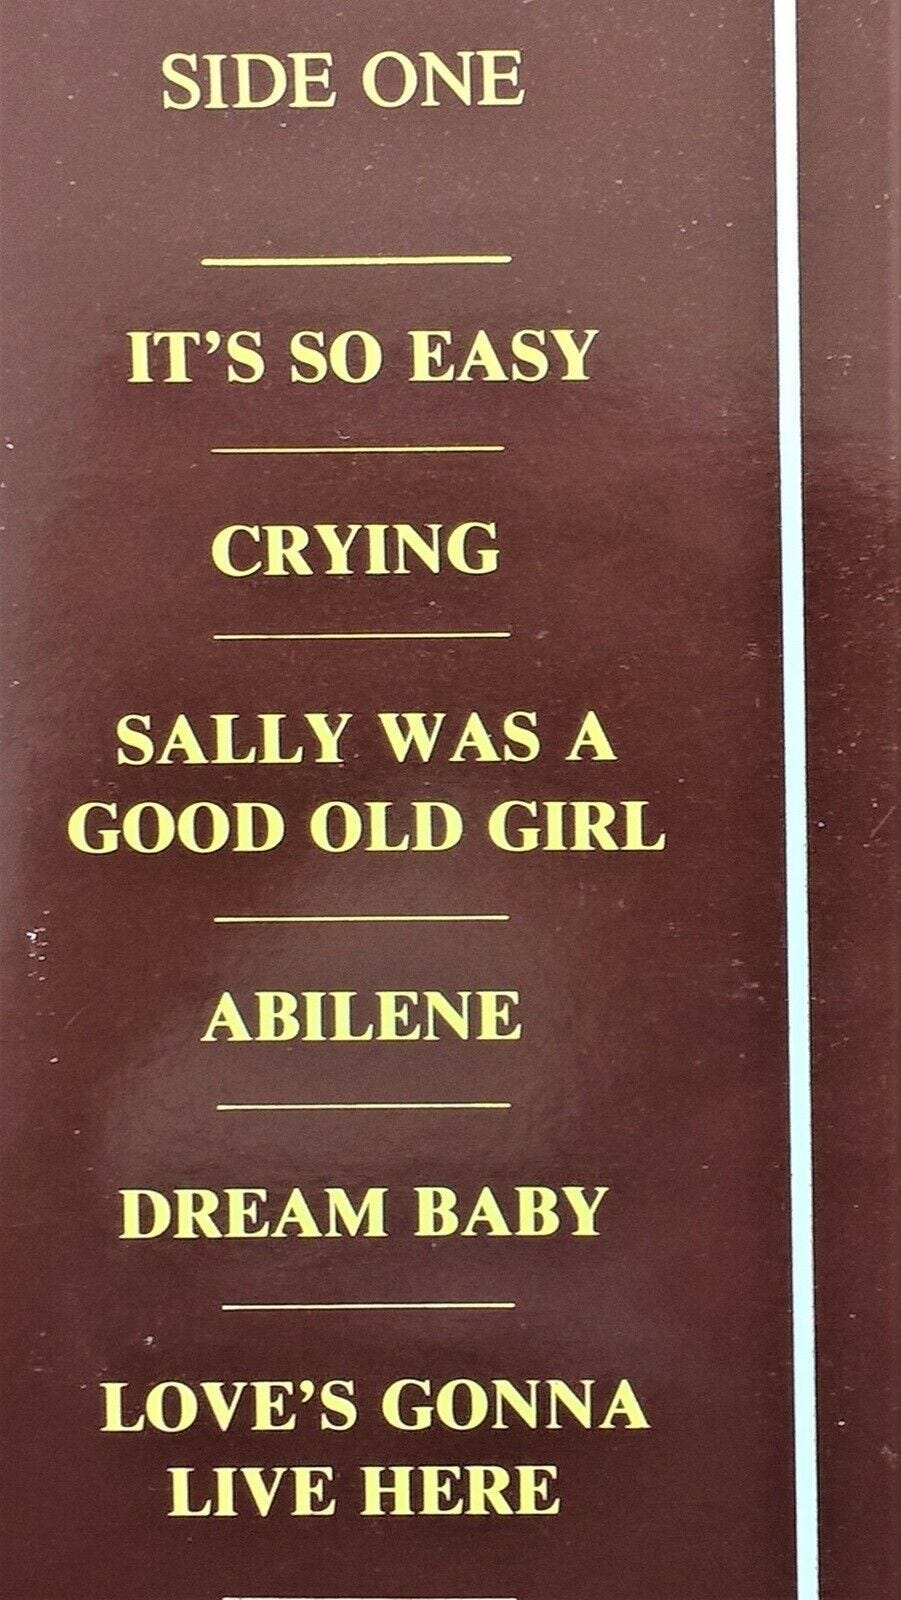 SIDE ONE
IT’S SO EASY
CRYING
SALLY WAS A
GOOD OLD GIRL
ABILENE
DREAM BABY
LOVE’S GONNA
LIVE HERE